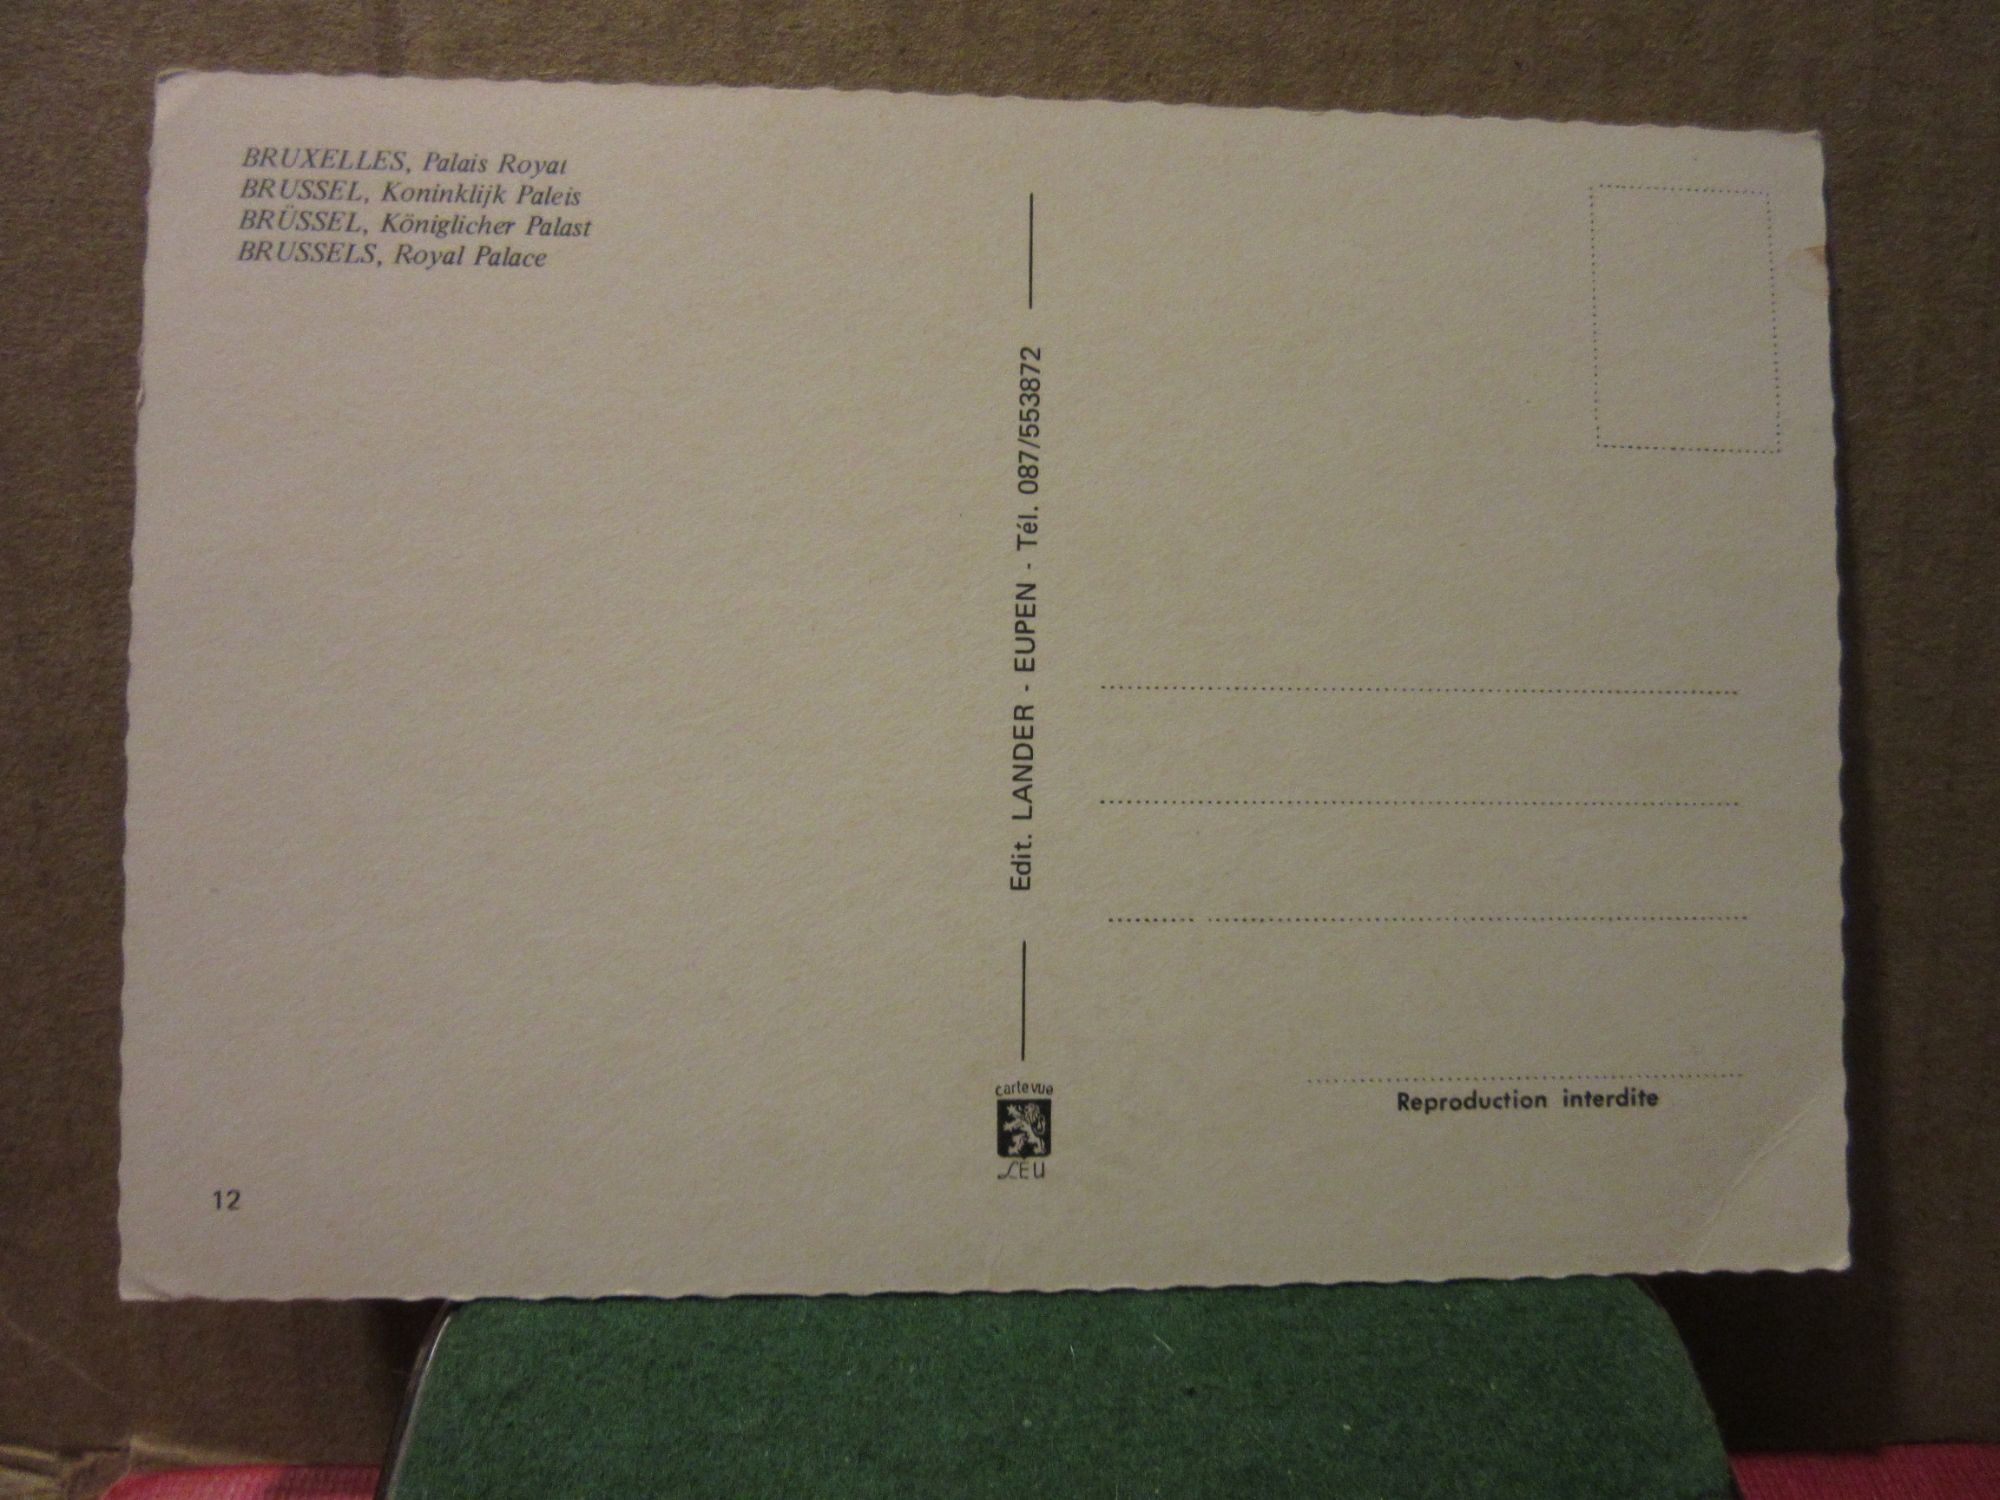 BRUXELLES, Palais Royal
BRUSSEL, Koninklijk Paleis
BRÜSSEL, Königlicher Palast
BRUSSELS, Royal Palace
Edit. LANDER - EUPEN - Tél. 087/553872
carte vue
LEU
Reproduction interdite
12